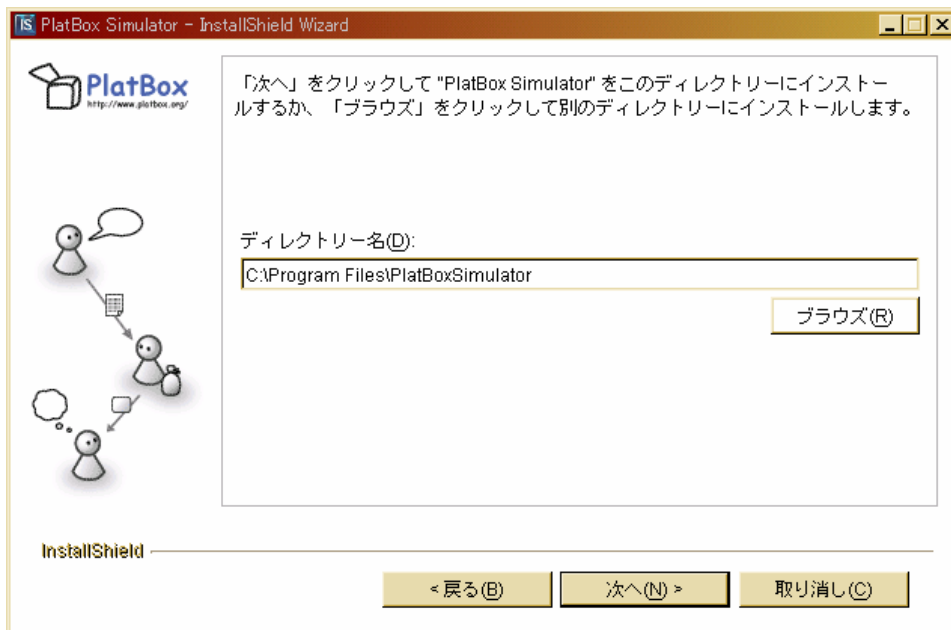 PlatBox Simulator - InstallShield Wizard
PlatBox
http://www.platbox.org/
「次へ」をクリックして "PlatBox Simulator" をこのディレクトリーにインストー
ルするか、「ブラウズ」をクリックして別のディレクトリーにインストールします。
ディレクトリー名(D):
C:\Program Files\PlatBoxSimulator
ブラウズ(R)
InstallShield
< 戻る(B)
次へ(N) >
取り消し(C)